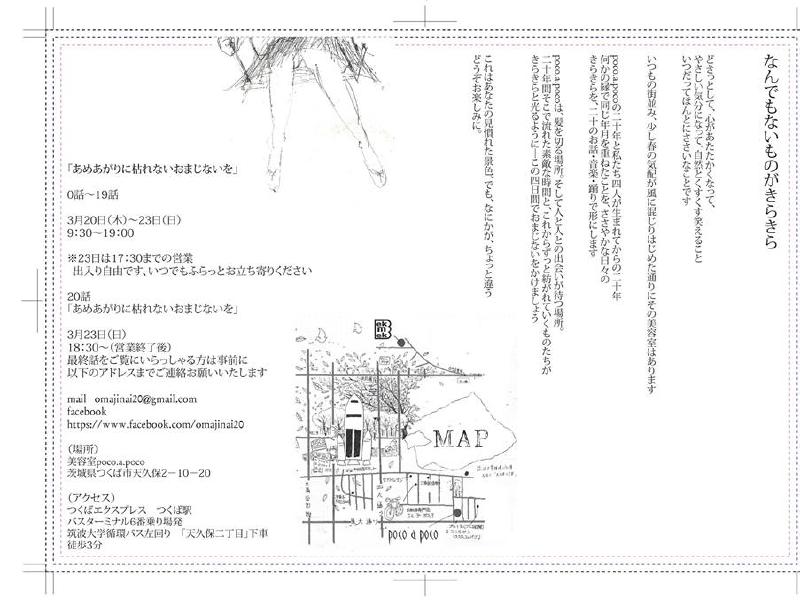 なんでもないものがきらきら
どきっとして、心があたたかくなって、
やさしい気分になって、自然とくすくす笑えること
いつだってほんとにささいなことです
いつもの街並み、少し春の気配が風に混じりはじめた通りにその美容室はあります
poco.a.pocoの二十年と私たち四人が生まれてからの二十年
何かの縁で同じ年月を重ねたことを、ささやかな日々の
きらきらを、二十のお話・音楽・踊りで形にします
poco.a.pocoは、髪を切る場所。そして人と人との出会いが待つ場所。
二十年間そこで流れた素敵な時間と、これからずっと紡がれていくものたちが
きらきらと光るように―この四日間でおまじないをかけましょう
これはあなたの見慣れた景色。でも、なにかが、ちょっと違う
どうぞお楽しみに。
「あめあがりに枯れないおまじないを」
0話～19話
3月20日(木)～23日(日)
9:30～19:00
※23日は17:30までの営業
出入り自由です、いつでもふらっとお立ち寄りください
20話
「あめあがりに枯れないおまじないを」
3月23日(日)
18:30～(営業終了後)
最終話をご覧にいらっしゃる方は事前に
以下のアドレスまでご連絡お願いいたします
mail omajinai20@gmail.com
facebook
https://www.facebook.com/omajinai20
(場所)
美容室poco.a.poco
茨城県つくば市天久保2-10-20
(アクセス)
つくばエクスプレス つくば駅
バスターミナル6番乗り場発
筑波大学循環バス左回り 「天久保二丁目」下車
徒歩3分
MAP
poco a poco